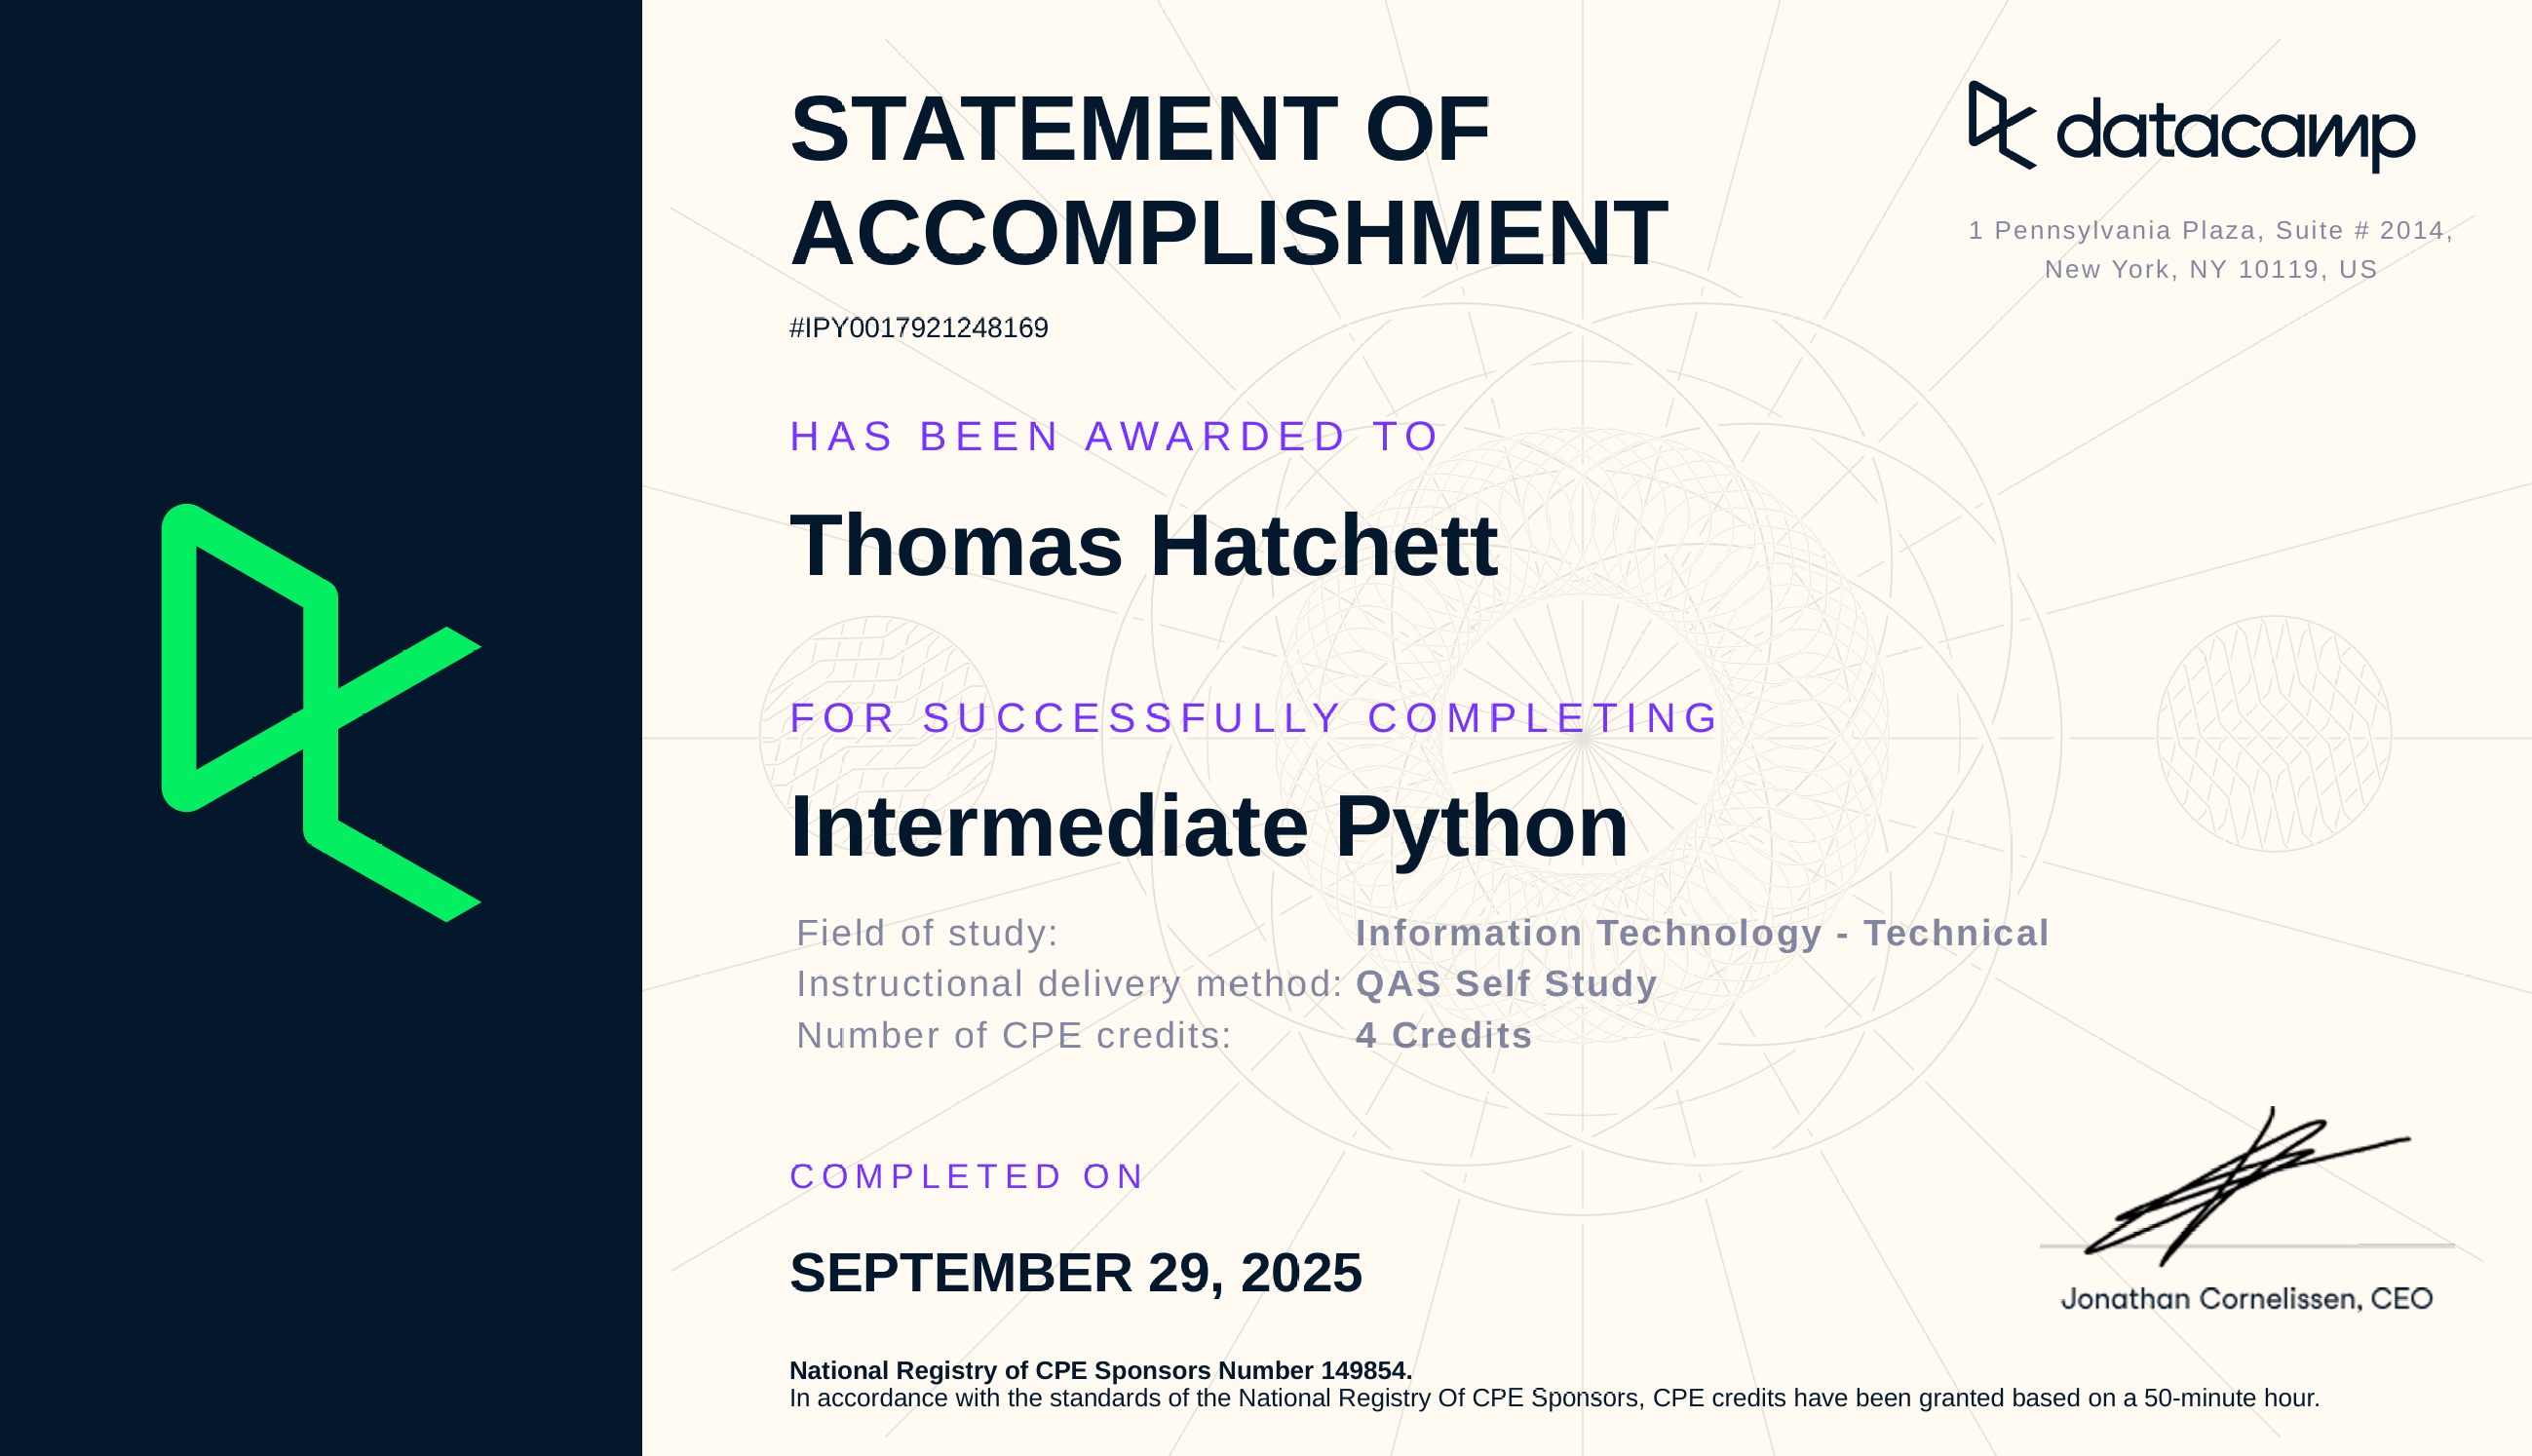 STATEMENT OF
ACCOMPLISHMENT
#IPY0017921248169
datacamp
1 Pennsylvania Plaza, Suite # 2014,
New York, NY 10119, US
HAS BEEN AWARDED TO
Thomas Hatchett
FOR SUCCESSFULLY COMPLETING
Intermediate Python
Field of study: Information Technology - Technical
Instructional delivery method: QAS Self Study
Number of CPE credits: 4 Credits
COMPLETED ON
SEPTEMBER 29, 2025
Jonathan Cornelissen, CEO
National Registry of CPE Sponsors Number 149854.
In accordance with the standards of the National Registry Of CPE Sponsors, CPE credits have been granted based on a 50-minute hour.